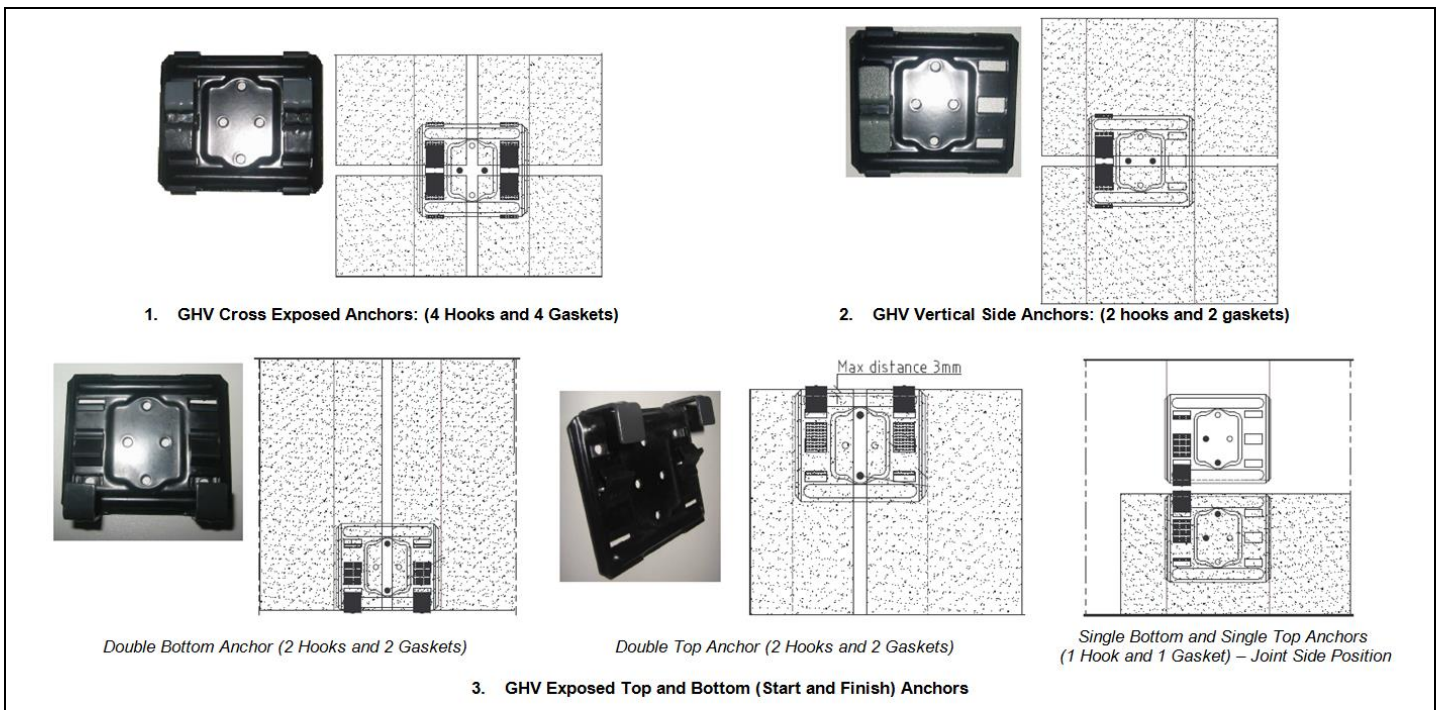 1. GHV Cross Exposed Anchors: (4 Hooks and 4 Gaskets)
2. GHV Vertical Side Anchors: (2 hooks and 2 gaskets)
Max distance 3mm
Double Bottom Anchor (2 Hooks and 2 Gaskets)
Double Top Anchor (2 Hooks and 2 Gaskets)
Single Bottom and Single Top Anchors
(1 Hook and 1 Gasket) – Joint Side Position
3. GHV Exposed Top and Bottom (Start and Finish) Anchors